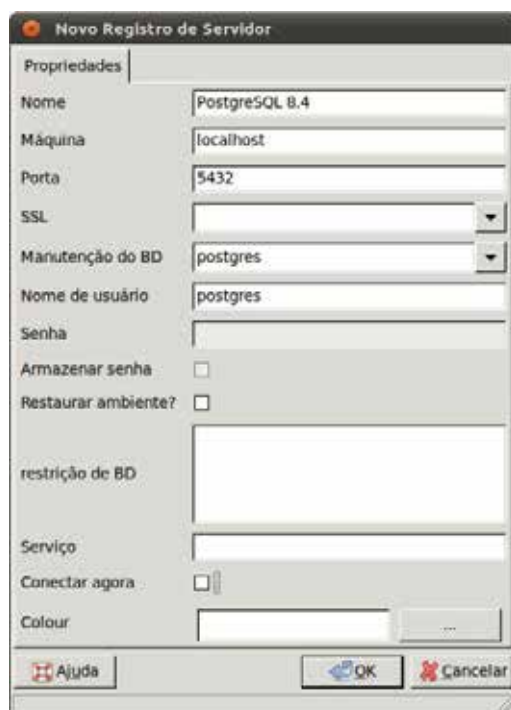 Novo Registro de Servidor
Propriedades
Nome PostgreSQL 8.4
Máquina localhost
Porta 5432
SSL
Manutenção do BD postgres
Nome de usuário postgres
Senha
Armazenar senha
Restaurar ambiente?
restrição de BD
Serviço
Conectar agora
Colour ...
Ajuda OK Cancelar